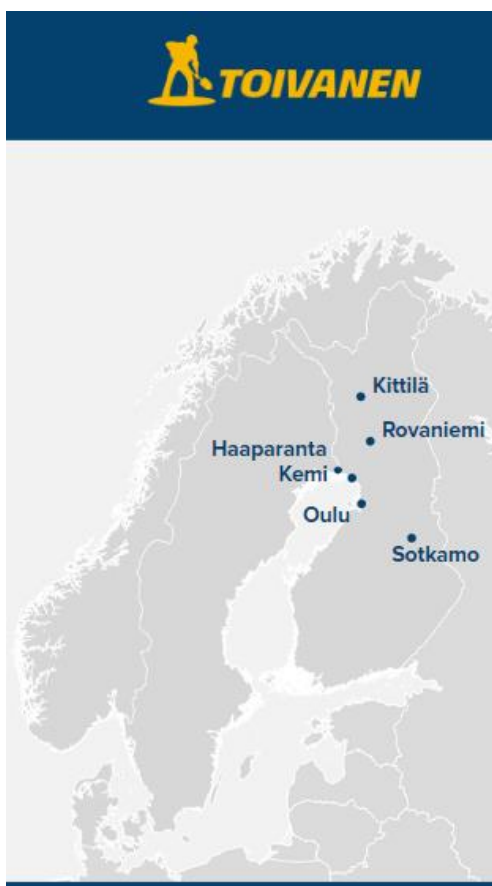 TOIVANEN
Kittilä
Rovaniemi
Haaparanta
Kemi
Oulu
Sotkamo